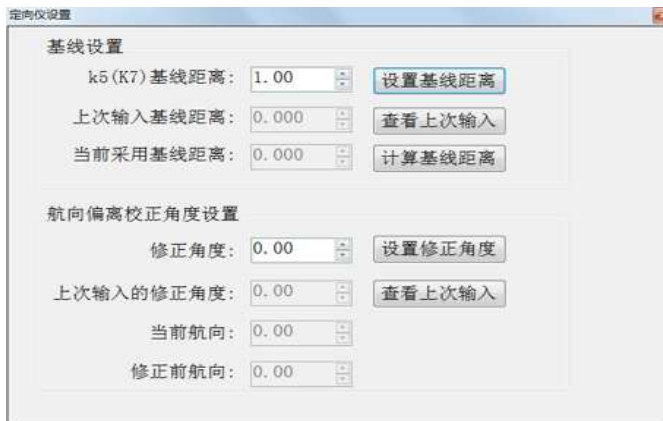 定向仪设置
基线设置
k5(K7)基线距离: 1.00 设置基线距离
上次输入基线距离: 0.000 查看上次输入
当前采用基线距离: 0.000 计算基线距离
航向偏离校正角度设置
修正角度: 0.00 设置修正角度
上次输入的修正角度: 0.00 查看上次输入
当前航向: 0.00
修正前航向: 0.00